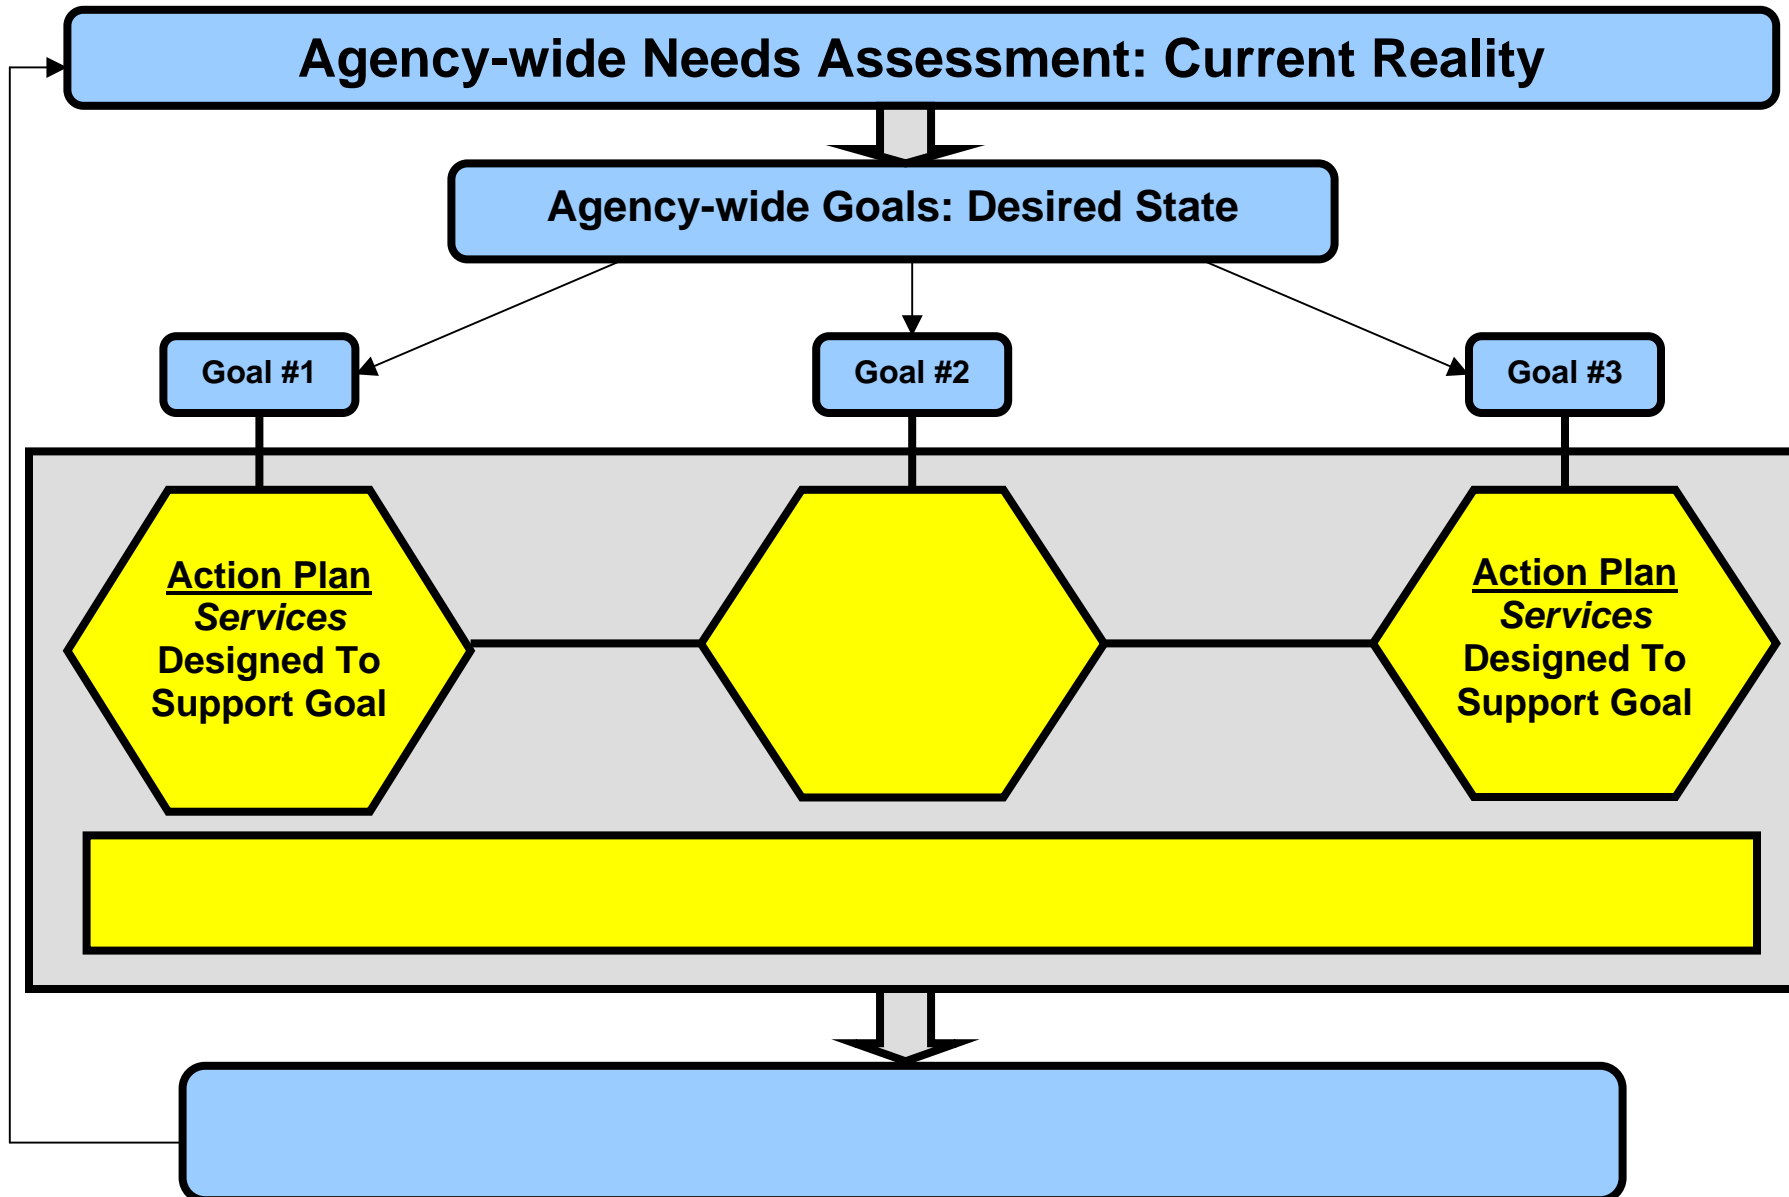 Agency-wide Needs Assessment: Current Reality
Agency-wide Goals: Desired State
Goal #1
Goal #2
Goal #3
Action Plan
Services
Designed To
Support Goal
Action Plan
Services
Designed To
Support Goal